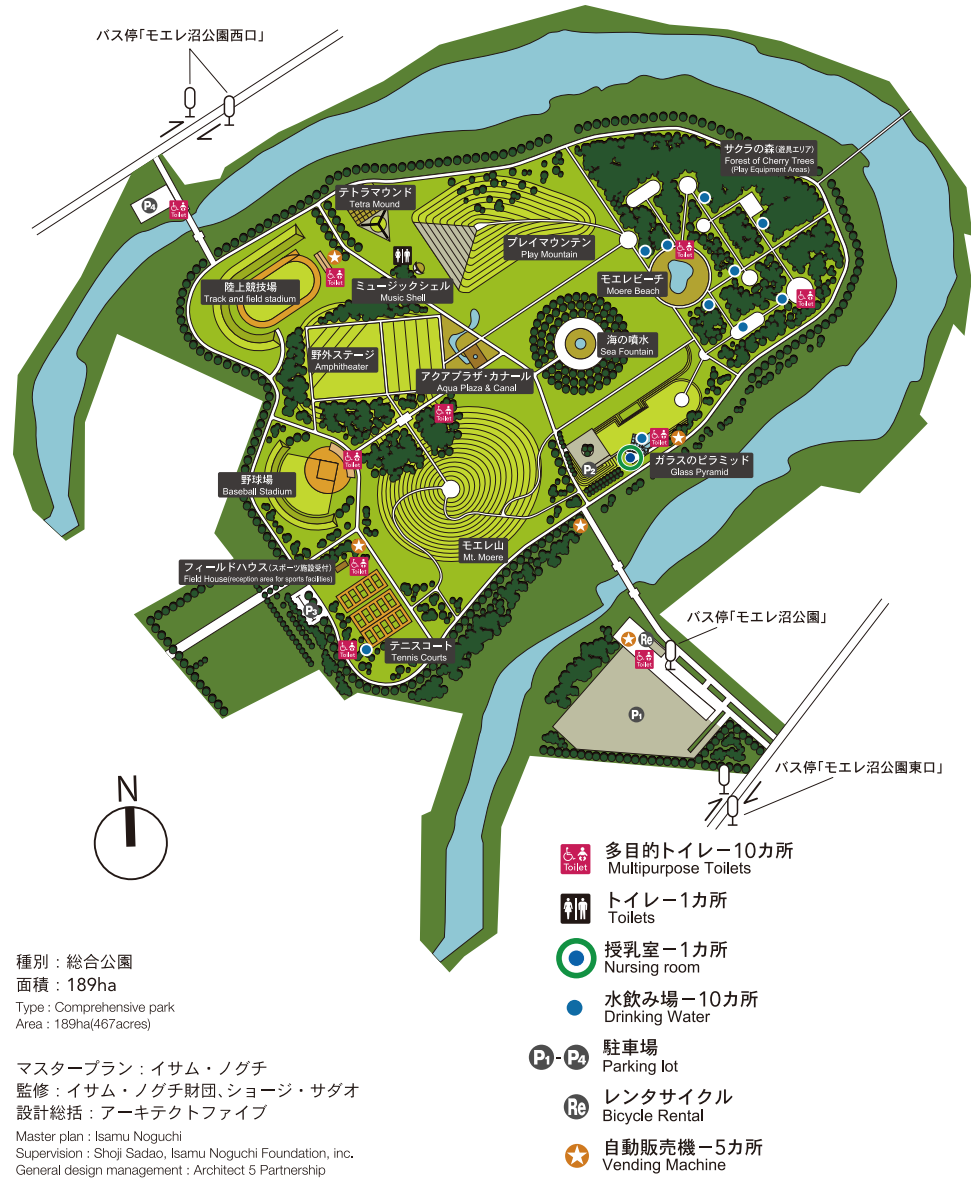 バス停「モエレ沼公園西口」
サクラの森(遊具エリア)
Forest of Cherry Trees
(Play Equipment Areas)
テトラマウンド
Tetra Mound
P4
Toilet
プレイマウンテン
Play Mountain
Toilet
モエレビーチ
Moere Beach
Toilet
ミュージックシェル
Music Shell
陸上競技場
Track and field stadium
Toilet
海の噴水
Sea Fountain
野外ステージ
Amphitheater
アクアプラザ・カナール
Aqua Plaza & Canal
Toilet
Toilet
Toilet
P2
ガラスのピラミッド
Glass Pyramid
野球場
Baseball Stadium
モエレ山
Mt. Moere
フィールドハウス(スポーツ施設受付)
Field House(reception area for sports facilities)
Toilet
P3
バス停「モエレ沼公園」
Re
Toilet
テニスコート
Tennis Courts
Toilet
P1
バス停「モエレ沼公園東口」
N
多目的トイレー10カ所
Toilet
Multipurpose Toilets
トイレー1カ所
Toilets
授乳室ー1カ所
Nursing room
水飲み場ー10カ所
Drinking Water
P1-P4
駐車場
Parking lot
Re
レンタサイクル
Bicycle Rental
自動販売機ー5カ所
Vending Machine
種別：総合公園
面積：189ha
Type : Comprehensive park
Area : 189ha(467acres)
マスタープラン：イサム・ノグチ
監修：イサム・ノグチ財団、ショージ・サダオ
設計総括：アーキテクトファイブ
Master plan : Isamu Noguchi
Supervision : Shoji Sadao, Isamu Noguchi Foundation, inc.
General design management : Architect 5 Partnership